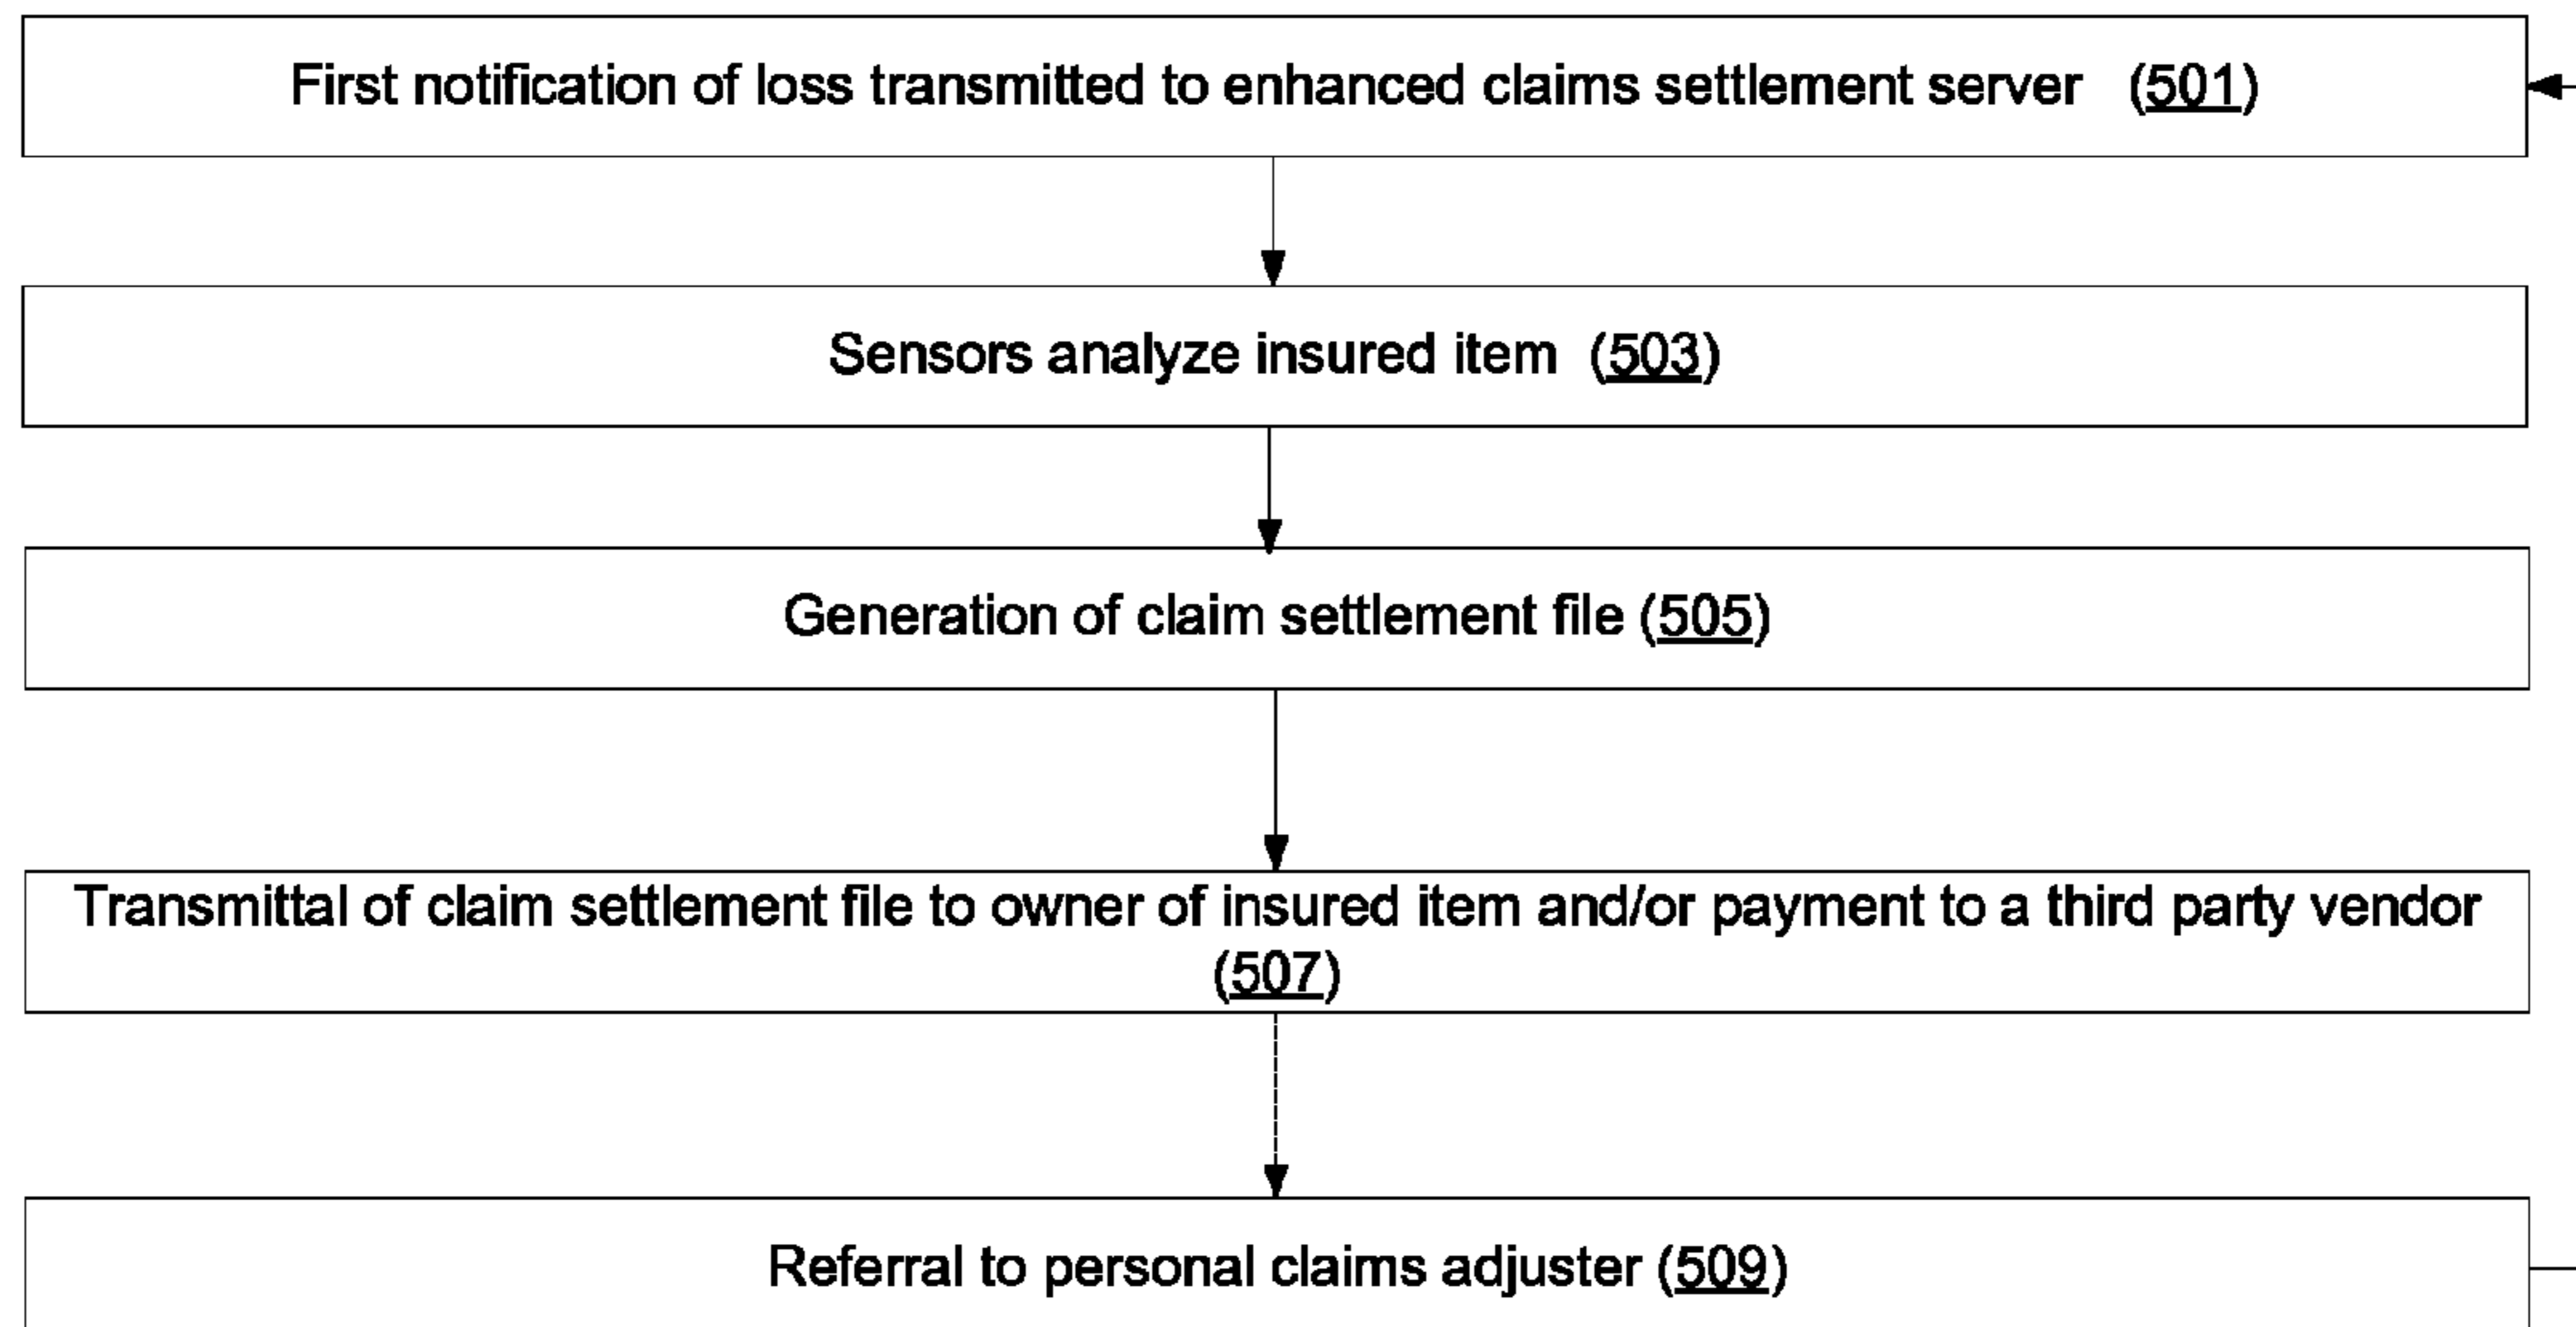 First notification of loss transmitted to enhanced claims settlement server (501)
Sensors analyze insured item (503)
Generation of claim settlement file (505)
Transmittal of claim settlement file to owner of insured item and/or payment to a third party vendor
(507)
Referral to personal claims adjuster (509)